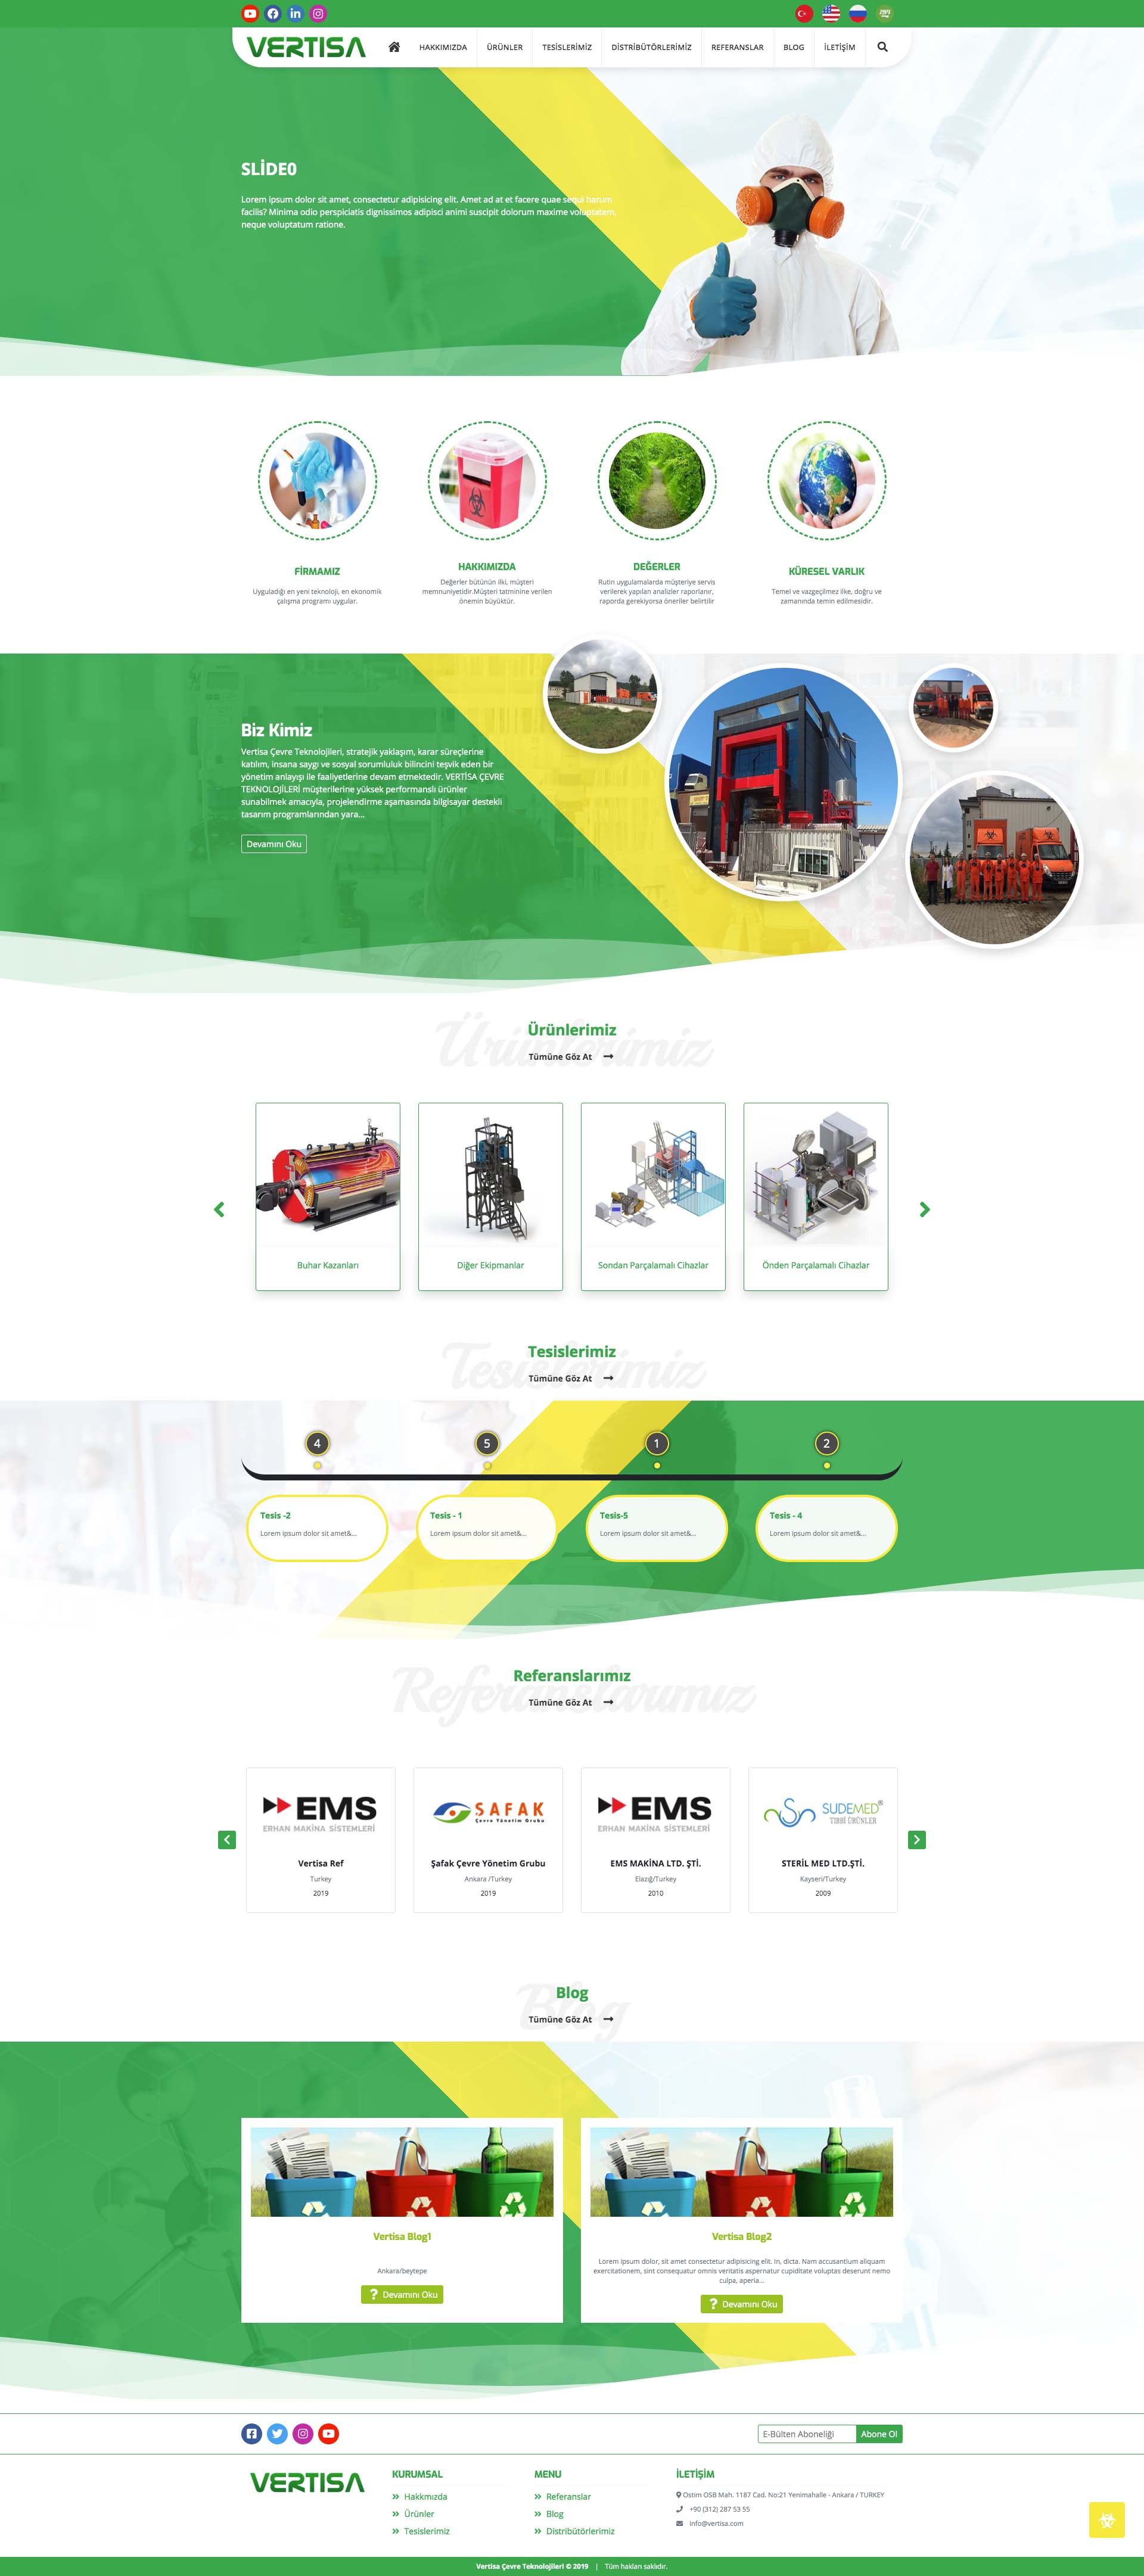 VERTISA
HAKKIMIZDA
ÜRÜNLER
TESİSLERİMİZ
DİSTRİBÜTÖRLERİMİZ
REFERANSLAR
BLOG
İLETİŞİM
SLİDE0
Lorem ipsum dolor sit amet, consectetur adipisicing elit. Amet ad at et facere quae sequi harum
facilis? Minima odio perspiciatis dignissimos adipisci animi suscipit dolorum maxime voluptatem,
neque voluptatum ratione.
FİRMAMIZ
Uyguladığı en yeni teknoloji, en ekonomik
çalışma programı uygular.
HAKKIMIZDA
Değerler bütünün ilki, müşteri
memnuniyetidir.Müşteri tatminine verilen
önemin büyüktür.
DEĞERLER
Rutin uygulamalarda müşteriye servis
verilerek yapılan analizler raporlanır,
raporda gerekiyorsa öneriler belirtilir
KÜRESEL VARLIK
Temel ve vazgeçilmez ilke, doğru ve
zamanında temin edilmesidir.
Biz Kimiz
Vertisa Çevre Teknolojileri, stratejik yaklaşım, karar süreçlerine
katılım, insana saygı ve sosyal sorumluluk bilincini teşvik eden bir
yönetim anlayışı ile faaliyetlerine devam etmektedir. VERTİSA ÇEVRE
TEKNOLOJİLERİ müşterilerine yüksek performanslı ürünler
sunabilmek amacıyla, projelendirme aşamasında bilgisayar destekli
tasarım programlarından yara...
Devamını Oku
Ürünlerimiz
Ürünlerimiz
Tümüne Göz At
Buhar Kazanları
Diğer Ekipmanlar
Sondan Parçalamalı Cihazlar
Önden Parçalamalı Cihazlar
Tesislerimiz
Tesislerimiz
Tümüne Göz At
4
5
1
2
Tesis -2
Lorem ipsum dolor sit amet&...
Tesis - 1
Lorem ipsum dolor sit amet&...
Tesis-5
Lorem ipsum dolor sit amet&...
Tesis - 4
Lorem ipsum dolor sit amet&...
Referanslarımız
Referanslarımız
Tümüne Göz At
EMS
ERHAN MAKİNA SİSTEMLERİ
Vertisa Ref
Turkey
2019
SAFAK
Çevre Yönetim Grubu
Şafak Çevre Yönetim Grubu
Ankara /Turkey
2019
EMS
ERHAN MAKİNA SİSTEMLERİ
EMS MAKİNA LTD. ŞTİ.
Elazığ/Turkey
2010
SUDEMED®
TIBBİ ÜRÜNLER
STERİL MED LTD.ŞTİ.
Kayseri/Turkey
2009
Blog
Blog
Tümüne Göz At
Vertisa Blog1
Ankara/beytepe
? Devamını Oku
Vertisa Blog2
Lorem ipsum dolor, sit amet consectetur adipisicing elit. In, dicta. Nam accusantium aliquam
exercitationem, sint consequatur omnis veritatis aspernatur cupiditate voluptas deserunt nemo
culpa, aperia...
? Devamını Oku
E-Bülten Aboneliği
Abone Ol
VERTISA
KURUMSAL
Hakkmızda
Ürünler
Tesislerimiz
MENU
Referanslar
Blog
Distribütörlerimiz
İLETİŞİM
Ostim OSB Mah. 1187 Cad. No:21 Yenimahalle - Ankara / TURKEY
+90 (312) 287 53 55
info@vertisa.com
Vertisa Çevre Teknolojileri © 2019 | Tüm hakları saklıdır.